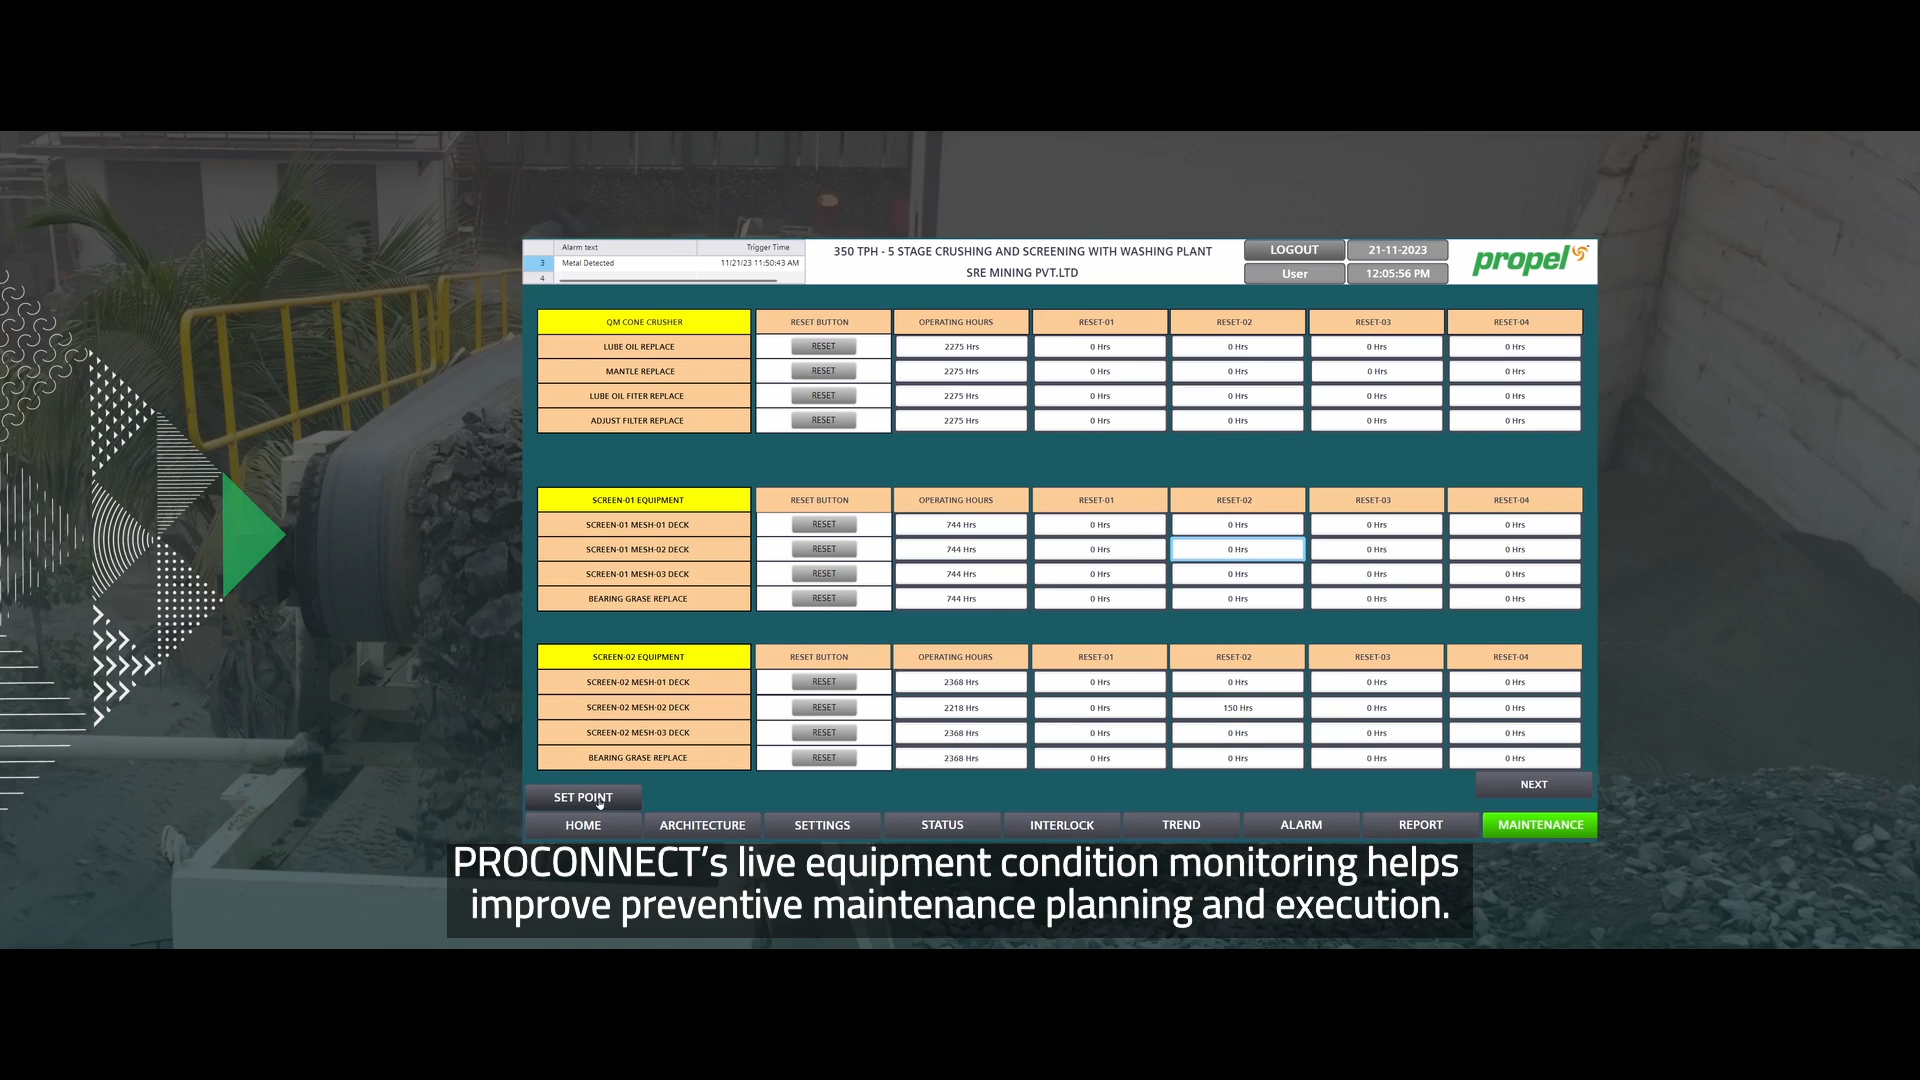 Alarm text Trigger Time
3 Metal Detected 11/21/23 11:50:43 AM
4
350 TPH - 5 STAGE CRUSHING AND SCREENING WITH WASHING PLANT
SRE MINING PVT.LTD
LOGOUT 21-11-2023
User 12:05:56 PM
propel
QM CONE CRUSHER RESET BUTTON OPERATING HOURS RESET-01 RESET-02 RESET-03 RESET-04
LUBE OIL REPLACE RESET 2275 Hrs 0 Hrs 0 Hrs 0 Hrs 0 Hrs
MANTLE REPLACE RESET 2275 Hrs 0 Hrs 0 Hrs 0 Hrs 0 Hrs
LUBE OIL FITER REPLACE RESET 2275 Hrs 0 Hrs 0 Hrs 0 Hrs 0 Hrs
ADJUST FILTER REPLACE RESET 2275 Hrs 0 Hrs 0 Hrs 0 Hrs 0 Hrs
SCREEN-01 EQUIPMENT RESET BUTTON OPERATING HOURS RESET-01 RESET-02 RESET-03 RESET-04
SCREEN-01 MESH-01 DECK RESET 744 Hrs 0 Hrs 0 Hrs 0 Hrs 0 Hrs
SCREEN-01 MESH-02 DECK RESET 744 Hrs 0 Hrs 0 Hrs 0 Hrs 0 Hrs
SCREEN-01 MESH-03 DECK RESET 744 Hrs 0 Hrs 0 Hrs 0 Hrs 0 Hrs
BEARING GRASE REPLACE RESET 744 Hrs 0 Hrs 0 Hrs 0 Hrs 0 Hrs
SCREEN-02 EQUIPMENT RESET BUTTON OPERATING HOURS RESET-01 RESET-02 RESET-03 RESET-04
SCREEN-02 MESH-01 DECK RESET 2368 Hrs 0 Hrs 0 Hrs 0 Hrs 0 Hrs
SCREEN-02 MESH-02 DECK RESET 2218 Hrs 0 Hrs 150 Hrs 0 Hrs 0 Hrs
SCREEN-02 MESH-03 DECK RESET 2368 Hrs 0 Hrs 0 Hrs 0 Hrs 0 Hrs
BEARING GRASE REPLACE RESET 2368 Hrs 0 Hrs 0 Hrs 0 Hrs 0 Hrs
NEXT
SET POINT
HOME ARCHITECTURE SETTINGS STATUS INTERLOCK TREND ALARM REPORT MAINTENANCE
PROCONNECT's live equipment condition monitoring helps
improve preventive maintenance planning and execution.